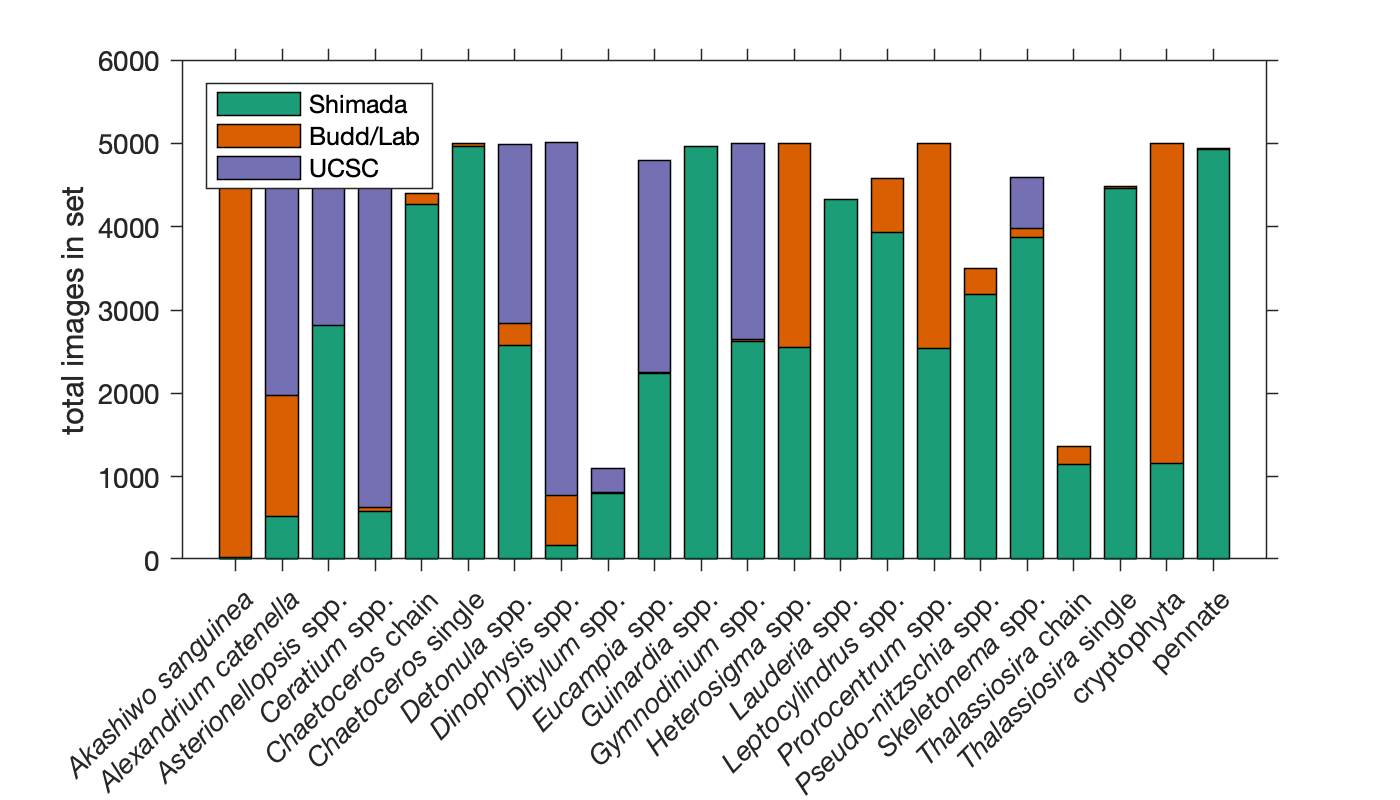 6000
5000
4000
3000
2000
1000
0
total images in set
Shimada
Budd/Lab
UCSC
Akashiwo sanguinea
Alexandrium catenella
Asterionellopsis spp.
Ceratium spp.
Chaetoceros chain
Chaetoceros single
Detonula spp.
Dinophysis spp.
Ditylum spp.
Eucampia spp.
Guinardia spp.
Gymnodinium spp.
Heterosigma spp.
Lauderia spp.
Leptocylindrus spp.
Prorocentrum spp.
Pseudo-nitzschia spp.
Skeletonema spp.
Thalassiosira chain
Thalassiosira single
cryptophyta
pennate